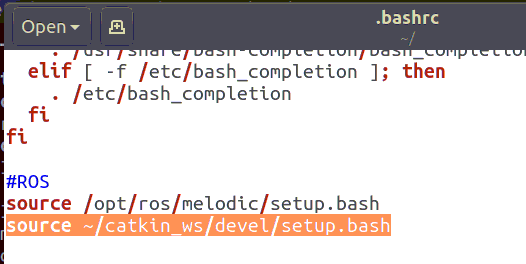 Open
.bashrc
~/
. /usr/share/bash-completion/bash_completion
elif [ -f /etc/bash_completion ]; then
. /etc/bash_completion
fi
fi
#ROS
source /opt/ros/melodic/setup.bash
source ~/catkin_ws/devel/setup.bash